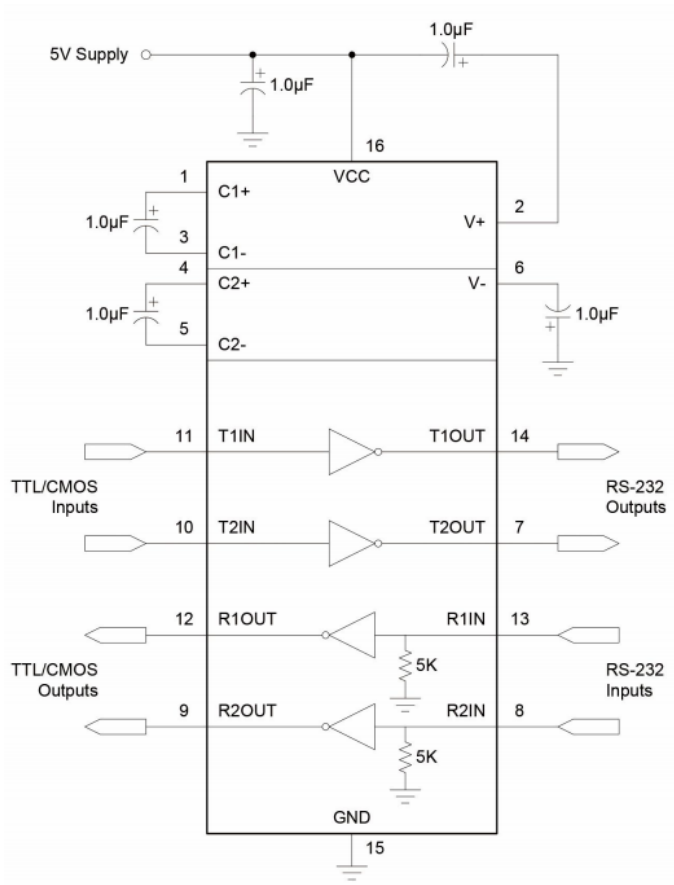 1.0µF
+
5V Supply
+
1.0µF
16
VCC
1
C1+
2
V+
+
1.0µF
3
C1-
4
C2+
6
V-
+
1.0µF
5
C2-
+
1.0µF
11
T1IN
T1OUT
14
TTL/CMOS
Inputs
RS-232
Outputs
10
T2IN
T2OUT
7
12
R1OUT
R1IN
13
5K
TTL/CMOS
Outputs
RS-232
Inputs
9
R2OUT
R2IN
8
5K
GND
15